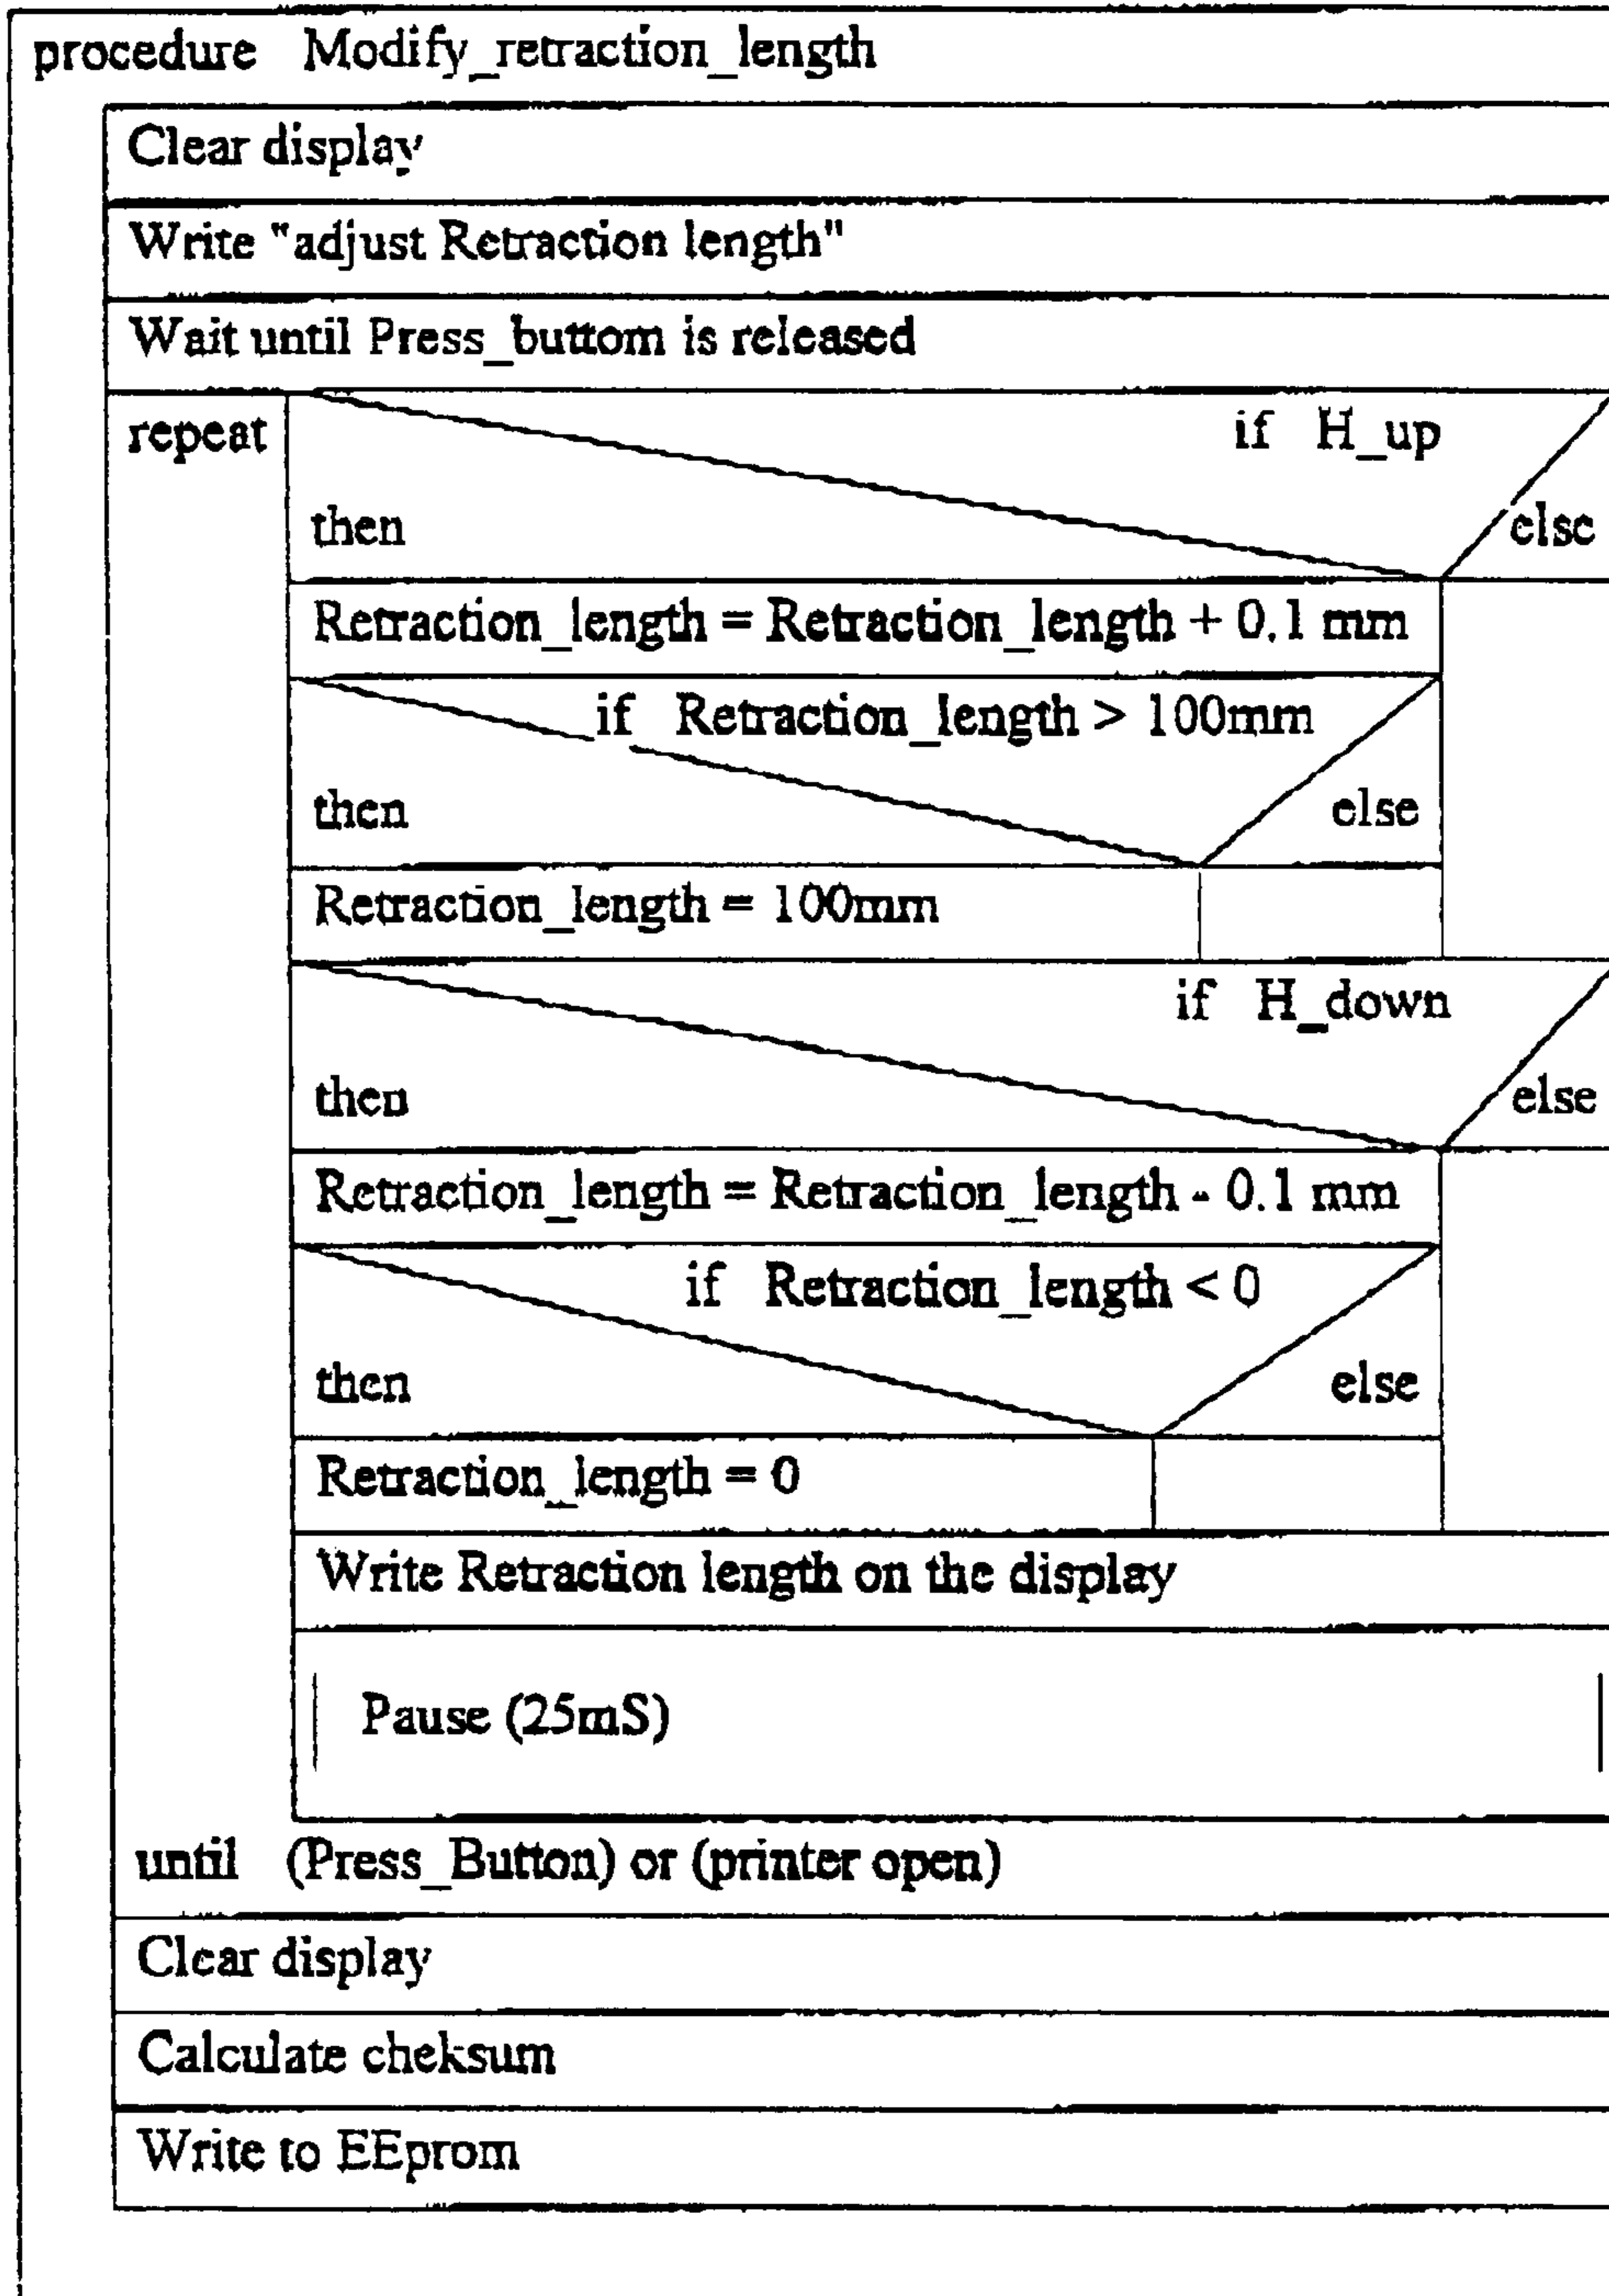 procedure Modify_retraction_length
Clear display
Write "adjust Retraction length"
Wait until Press_buttom is released
repeat
if H_up
then
else
Retraction_length = Retraction_length + 0.1 mm
if Retraction_length > 100mm
then
else
Retraction_length = 100mm
if H_down
then
else
Retraction_length = Retraction_length - 0.1 mm
if Retraction_length < 0
then
else
Retraction_length = 0
Write Retraction length on the display
Pause (25mS)
until (Press_Button) or (printer open)
Clear display
Calculate cheksum
Write to EEprom